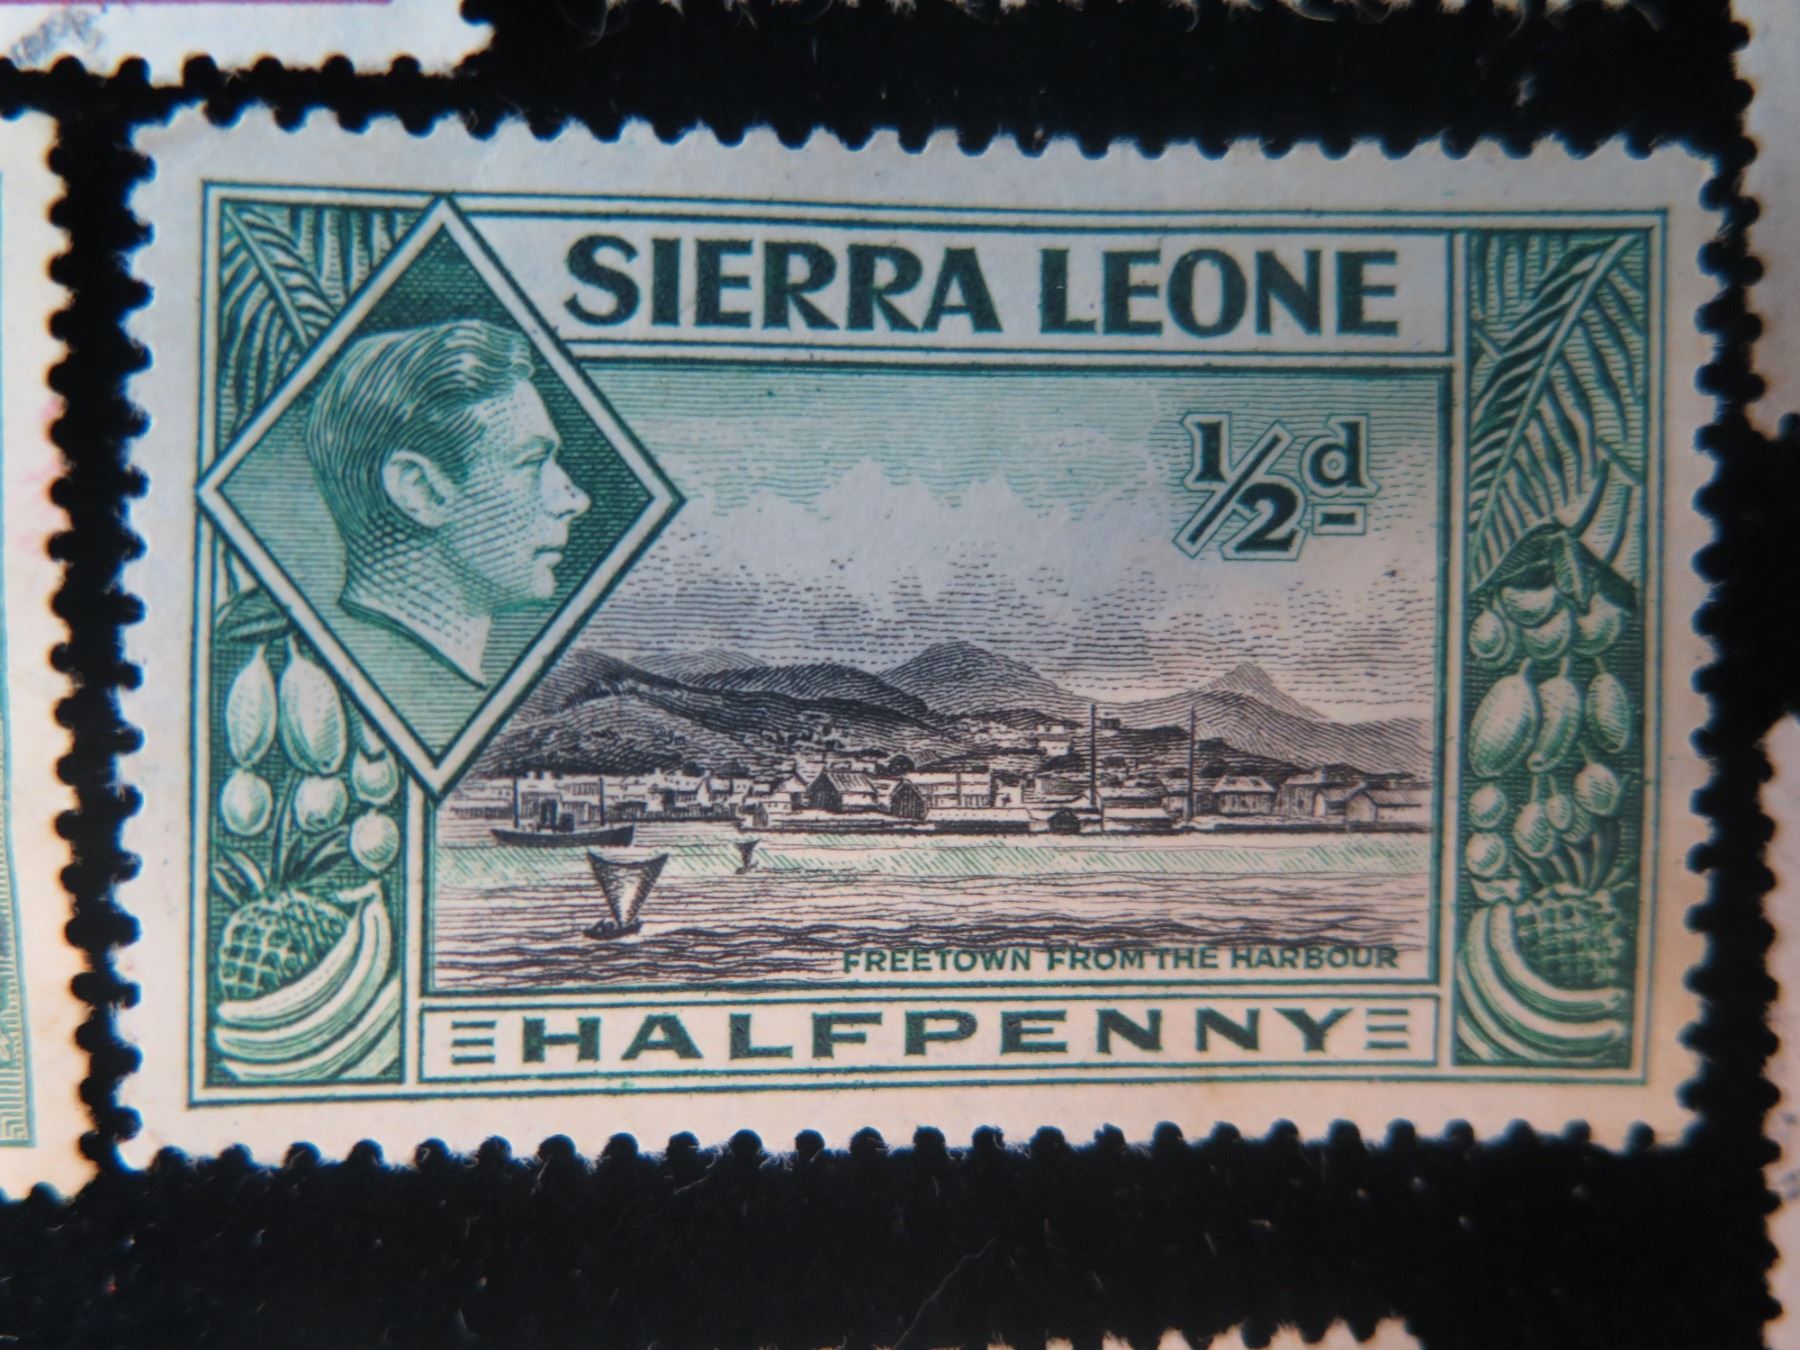 SIERRA LEONE
1/2d
FREETOWN FROM THE HARBOUR
HALFPENNY